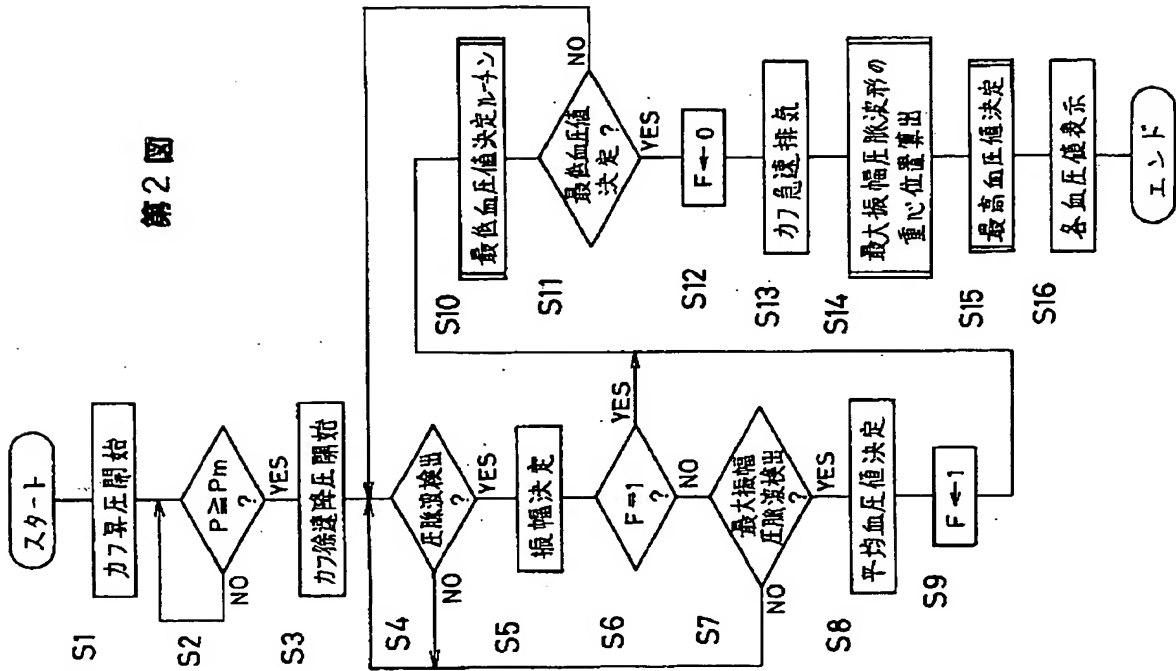 第2図
スタート
S1
カフ昇圧開始
S2
P≧Pm
?
NO
YES
S3
カフ徐速降圧開始
S4
圧脈波検出
?
NO
YES
S5
振幅決定
S6
F=1
?
YES
NO
S7
最大振幅
圧脈波検出
?
NO
YES
S8
平均血圧値決定
S9
F←1
S10
最低血圧値決定ルーチン
S11
最低血圧値
決定?
NO
YES
S12
F←0
S13
カフ急速排気
S14
最大振幅圧脈波形の
重心位置算出
S15
最高血圧値決定
S16
各血圧値表示
エンド